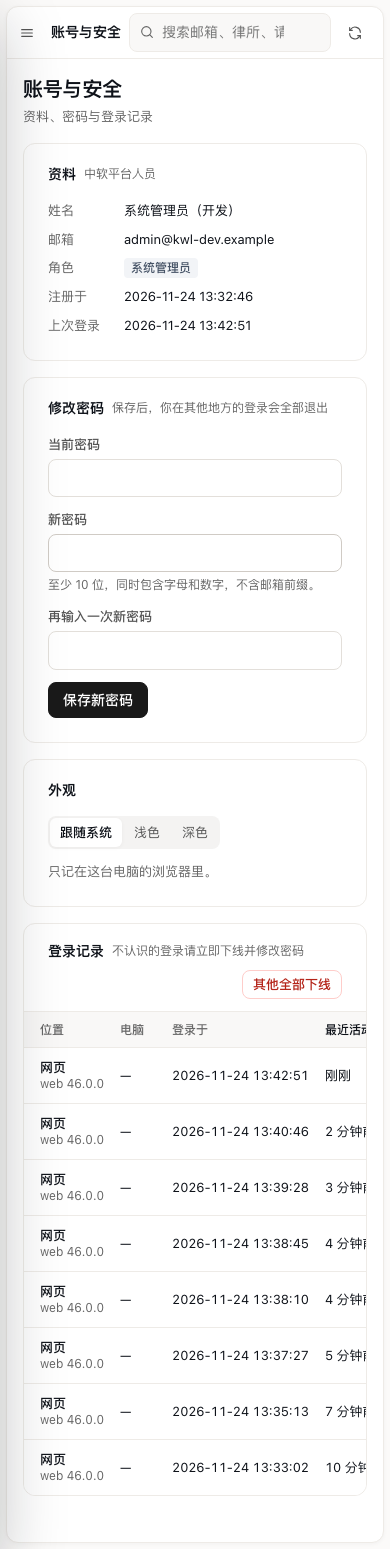 账号与安全
搜索邮箱、律所、
账号与安全
资料、密码与登录记录
资料 中软平台人员
姓名 系统管理员（开发）
邮箱 admin@kwl-dev.example
角色 系统管理员
注册于 2026-11-24 13:32:46
上次登录 2026-11-24 13:42:51
修改密码 保存后，你在其他地方的登录会全部退出
当前密码
新密码
至少 10 位，同时包含字母和数字，不含邮箱前缀。
再输入一次新密码
保存新密码
外观
跟随系统 浅色 深色
只记在这台电脑的浏览器里。
登录记录 不认识的登录请立即下线并修改密码
其他全部下线
位置 电脑 登录于 最近活动
网页 — 2026-11-24 13:42:51 刚刚
web 46.0.0
网页 — 2026-11-24 13:40:46 2 分钟前
web 46.0.0
网页 — 2026-11-24 13:39:28 3 分钟前
web 46.0.0
网页 — 2026-11-24 13:38:45 4 分钟前
web 46.0.0
网页 — 2026-11-24 13:38:10 4 分钟前
web 46.0.0
网页 — 2026-11-24 13:37:27 5 分钟前
web 46.0.0
网页 — 2026-11-24 13:35:13 7 分钟前
web 46.0.0
网页 — 2026-11-24 13:33:02 10 分钟
web 46.0.0